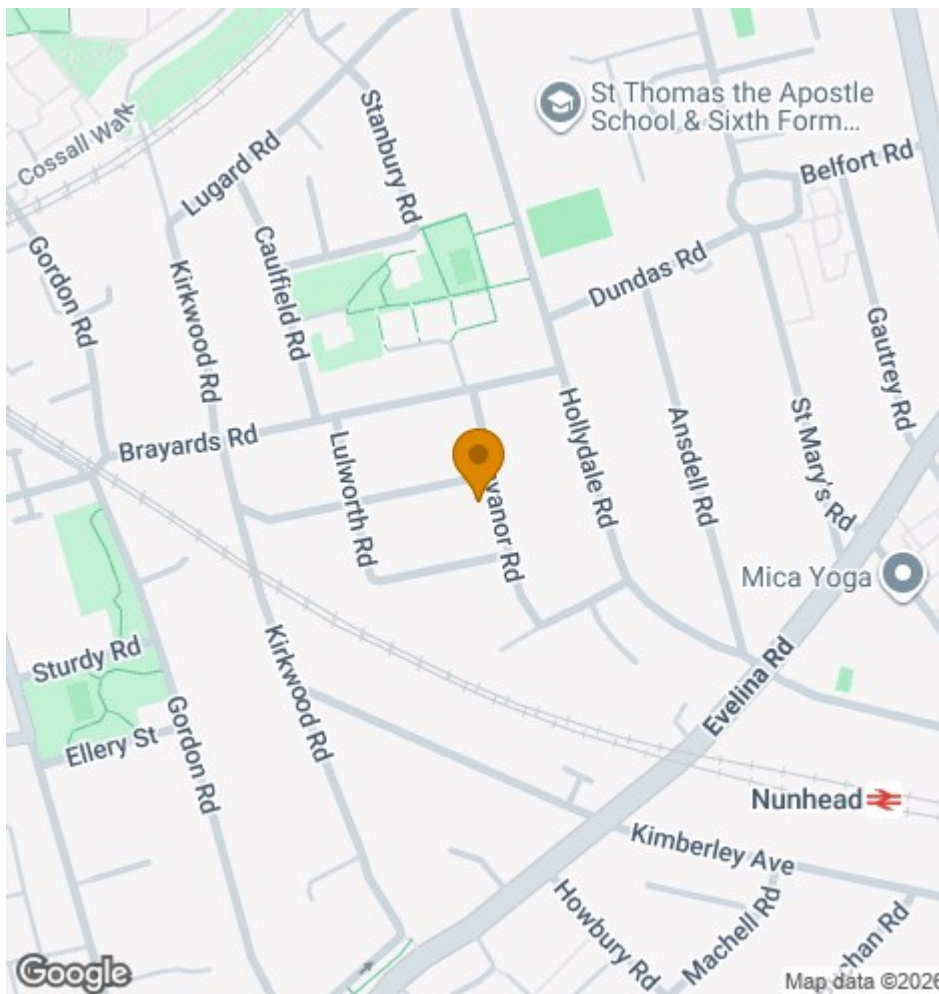 Cossall Walk
Lugard Rd
Stanbury Rd
St Thomas the Apostle
School & Sixth Form...
Belfort Rd
Gordon Rd
Kirkwood Rd
Caulfield Rd
Dundas Rd
Gautrey Rd
Brayards Rd
Lulworth Rd
Hollydale Rd
Ansdell Rd
St Mary's Rd
Rd
Mica Yoga
Sturdy Rd
Kirkwood Rd
Evelina Rd
Ellery St
Gordon Rd
Nunhead
Kimberley Ave
Howbury Rd
Machell Rd
Rd
Google
Map data ©2026